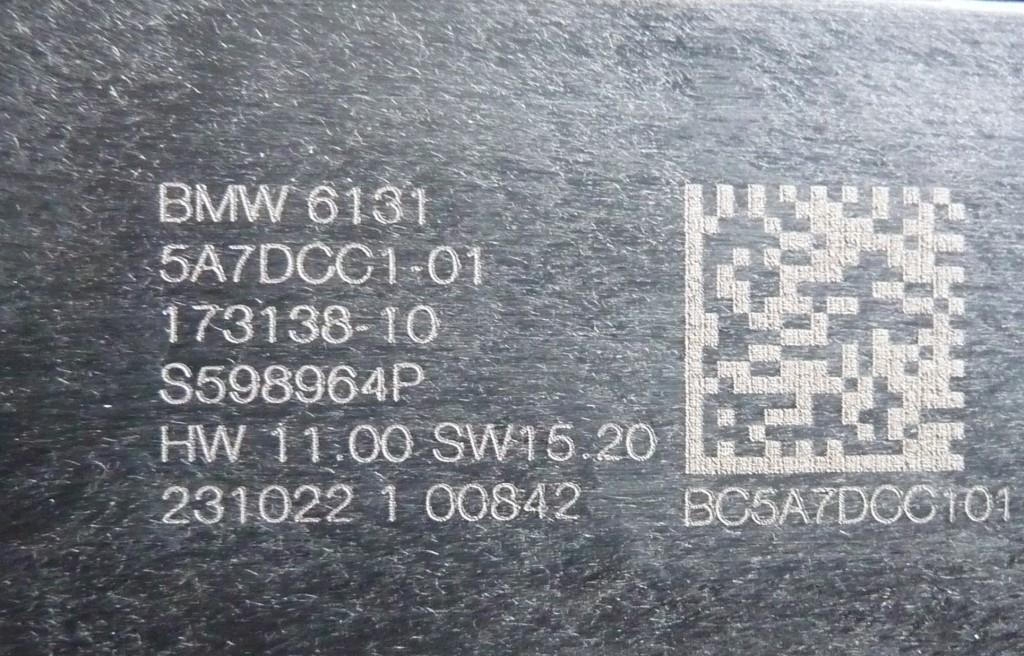 BMW 6131
5A7DCC1-01
173138-10
S598964P
HW 11.00 SW15.20
231022 1 00842
BC5A7DCC101